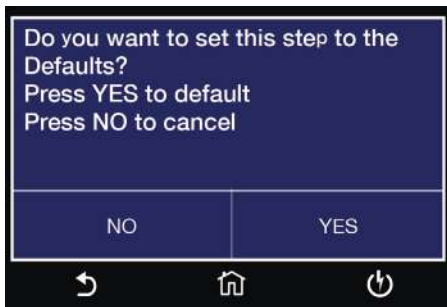 Do you want to set this step to the
Defaults?
Press YES to default
Press NO to cancel
NO
YES